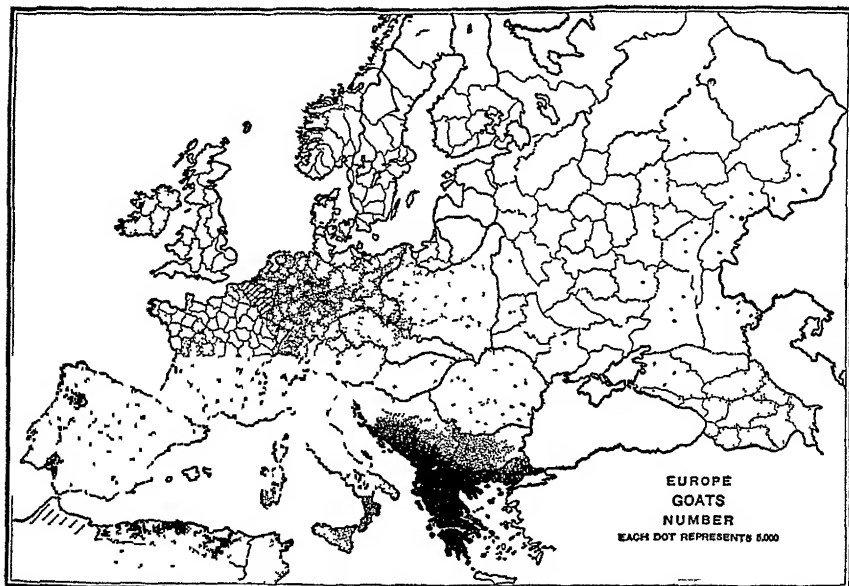 EUROPE
GOATS
NUMBER
EACH DOT REPRESENTS 5,000